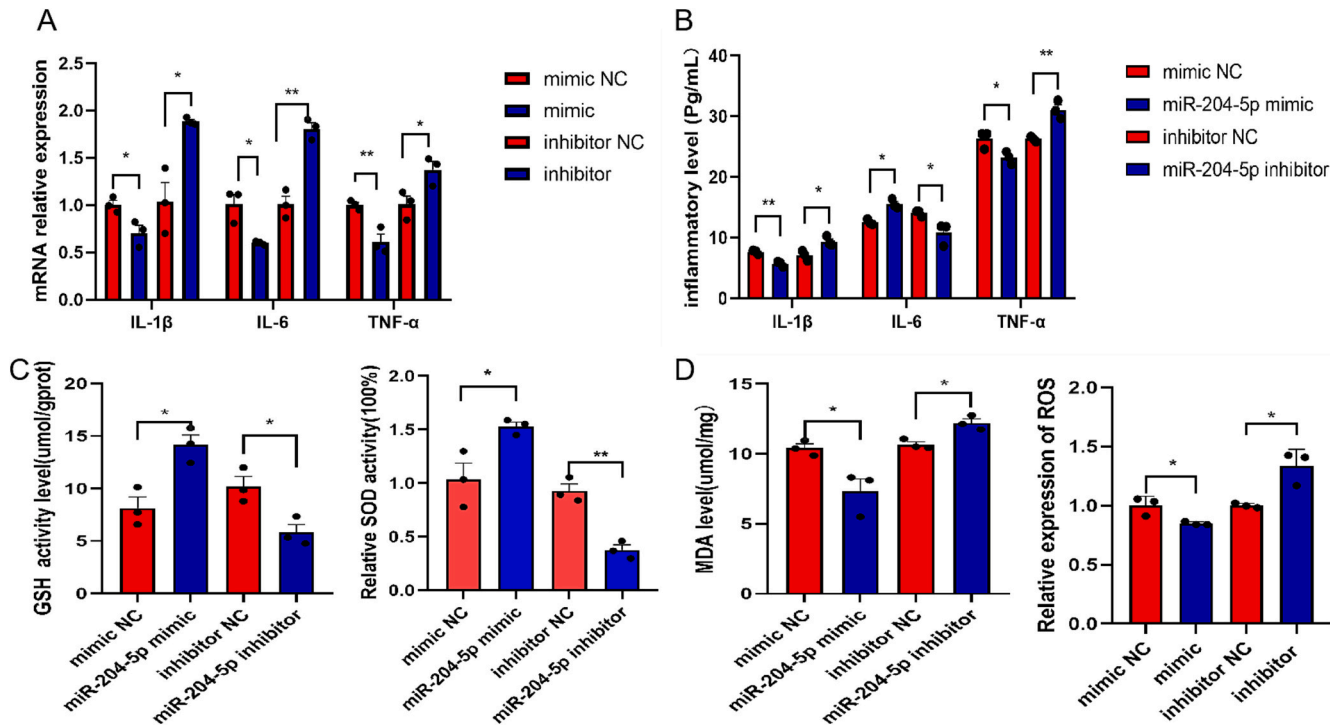 A
mRNA relative expression
2.5
2.0
1.5
1.0
0.5
0.0
* * * ** ** *
IL-1β IL-6 TNF-α
mimic NC
mimic
inhibitor NC
inhibitor
B
inflammatory level (Pg/mL)
40
30
20
10
0
** * * * * **
IL-1β IL-6 TNF-α
mimic NC
miR-204-5p mimic
inhibitor NC
miR-204-5p inhibitor
C
GSH activity level(umol/gprot)
20
15
10
5
0
* *
mimic NC
miR-204-5p mimic
inhibitor NC
miR-204-5p inhibitor
Relative SOD activity(100%)
2.0
1.5
1.0
0.5
0.0
* **
mimic NC
miR-204-5p mimic
inhibitor NC
miR-204-5p inhibitor
D
MDA level(umol/mg)
15
10
5
0
* *
mimic NC
miR-204-5p mimic
inhibitor NC
miR-204-5p inhibitor
Relative expression of ROS
2.0
1.5
1.0
0.5
0.0
* *
mimic NC
mimic
inhibitor NC
inhibitor